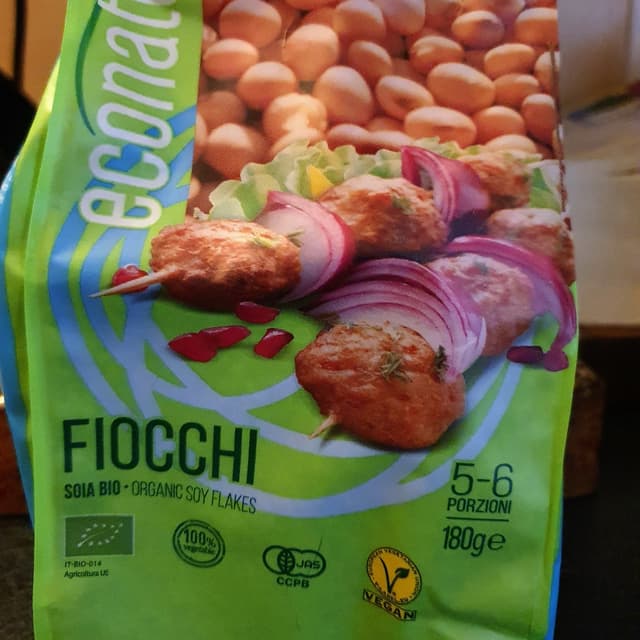 econat
FIOCCHI
SOIA BIO • ORGANIC SOY FLAKES
5-6
PORZIONI
180g℮
IT-BIO-014
Agricoltura UE
100%
vegetable
JAS
CCPB
VEGAN